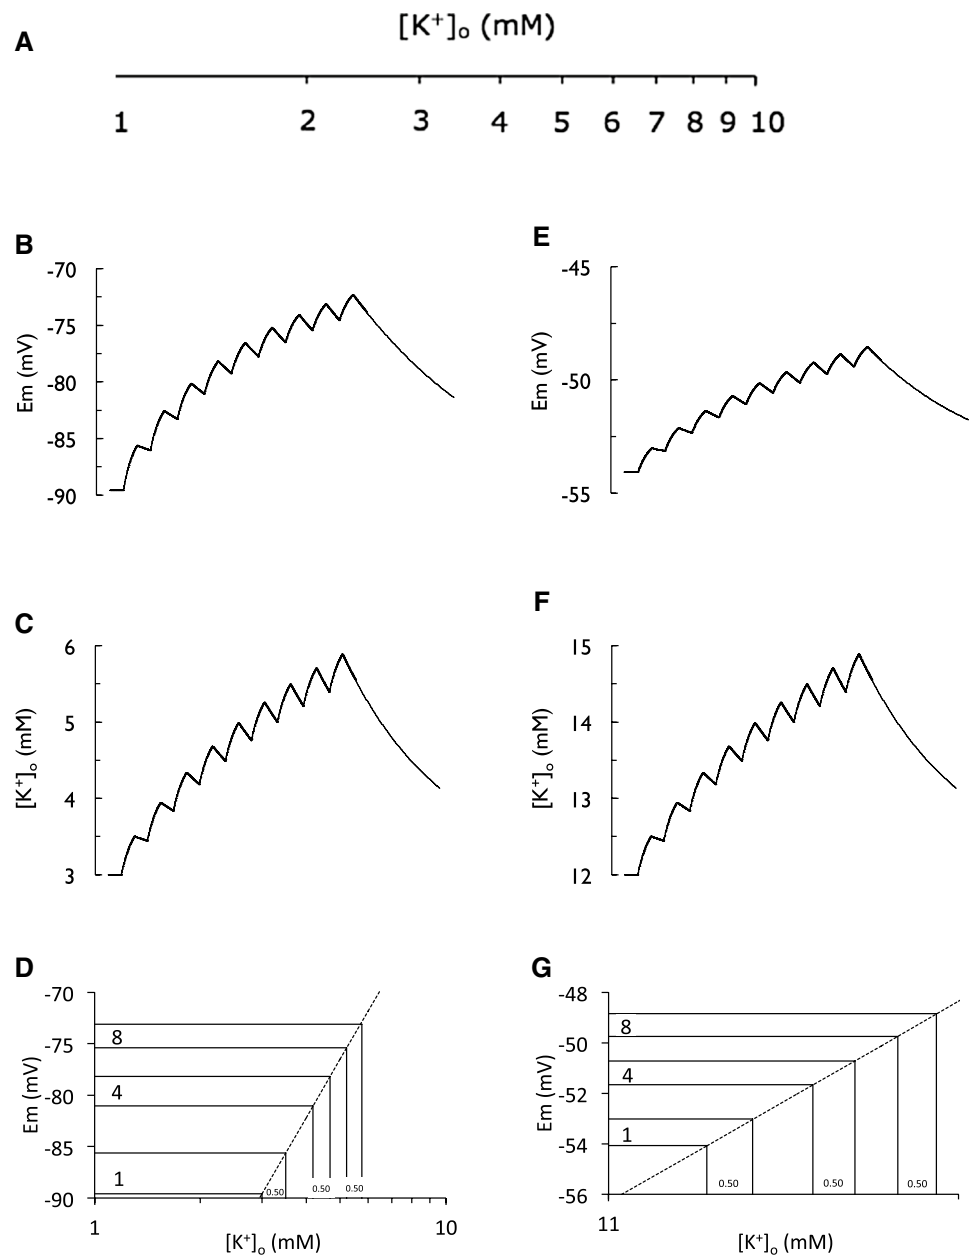 A
[K+]o (mM)
1 2 3 4 5 6 7 8 9 10
B
Em (mV)
-70
-75
-80
-85
-90
E
Em (mV)
-45
-50
-55
C
[K+]o (mM)
6
5
4
3
F
[K+]o (mM)
15
14
13
12
D
Em (mV)
-70
-75
-80
-85
-90
8
4
1
0.50 0.50 0.50
1 10
[K+]o (mM)
G
Em (mV)
-48
-50
-52
-54
-56
8
4
1
0.50 0.50 0.50
11
[K+]o (mM)